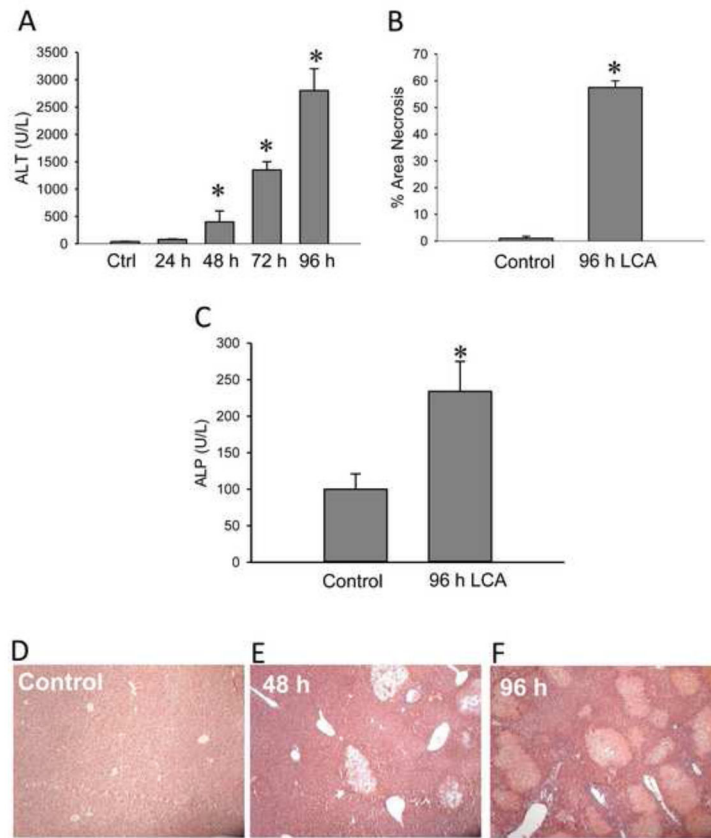 A
ALT (U/L)
3500
3000
2500
2000
1500
1000
500
0
*
*
*
Ctrl 24 h 48 h 72 h 96 h
B
% Area Necrosis
70
60
50
40
30
20
10
0
*
Control 96 h LCA
C
ALP (U/L)
300
250
200
150
100
50
0
*
Control 96 h LCA
D
Control
E
48 h
F
96 h